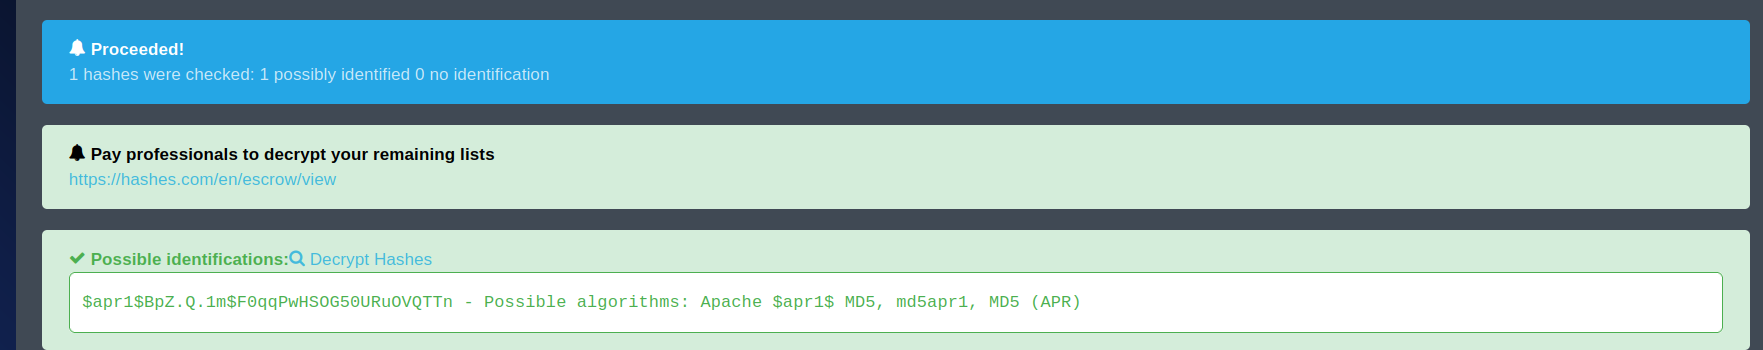 Proceeded!
1 hashes were checked: 1 possibly identified 0 no identification
Pay professionals to decrypt your remaining lists
https://hashes.com/en/escrow/view
Possible identifications: Decrypt Hashes
$apr1$BpZ.Q.1m$F0qqPwHSOG50URuOVQTTn - Possible algorithms: Apache $apr1$ MD5, md5apr1, MD5 (APR)